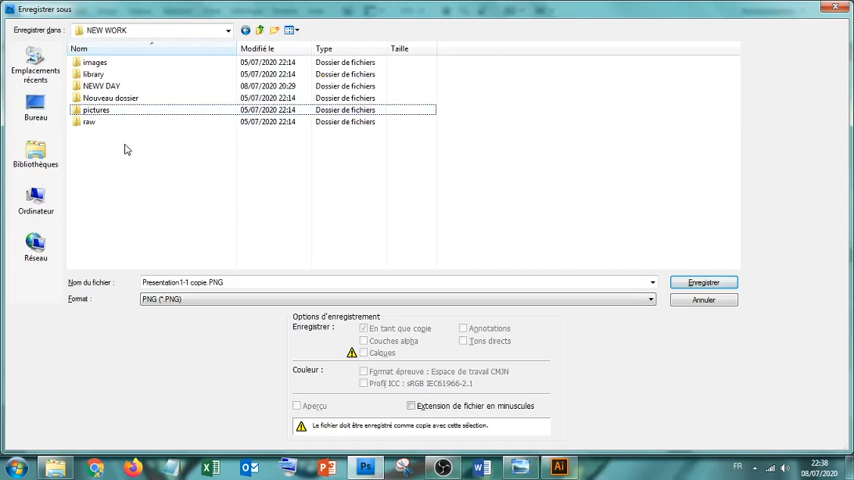 Enregistrer sous
Enregistrer dans : NEW WORK
Nom Modifié le Type Taille
images 05/07/2020 22:14 Dossier de fichiers
library 05/07/2020 22:14 Dossier de fichiers
NEWV DAY 08/07/2020 20:29 Dossier de fichiers
Nouveau dossier 05/07/2020 22:14 Dossier de fichiers
pictures 05/07/2020 22:14 Dossier de fichiers
raw 05/07/2020 22:14 Dossier de fichiers
Emplacements
récents
Bureau
Bibliothèques
Ordinateur
Réseau
Nom du fichier : Presentation1-1 copie.PNG Enregistrer
Format : PNG (*.PNG) Annuler
Options d'enregistrement
Enregistrer : En tant que copie Annotations
Couches alpha Tons directs
Calques
Couleur : Format épreuve : Espace de travail CMJN
Profil ICC : sRGB IEC61966-2.1
Aperçu Extension de fichier en minuscules
Le fichier doit être enregistré comme copie avec cette sélection.
FR 22:38
08/07/2020